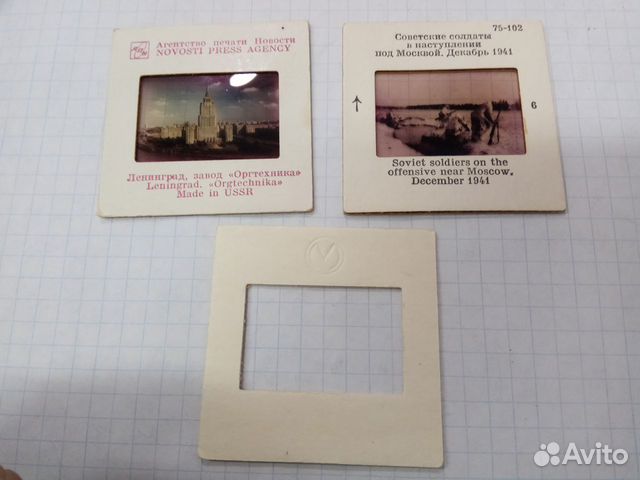 Агентство печати Новости
NOVOSTI PRESS AGENCY
Ленинград, завод «Оргтехника»
Leningrad. «Orgtechnika»
Made in USSR
75-102
Советские солдаты
в наступлении
под Москвой. Декабрь 1941
6
Soviet soldiers on the
offensive near Moscow.
December 1941
Avito